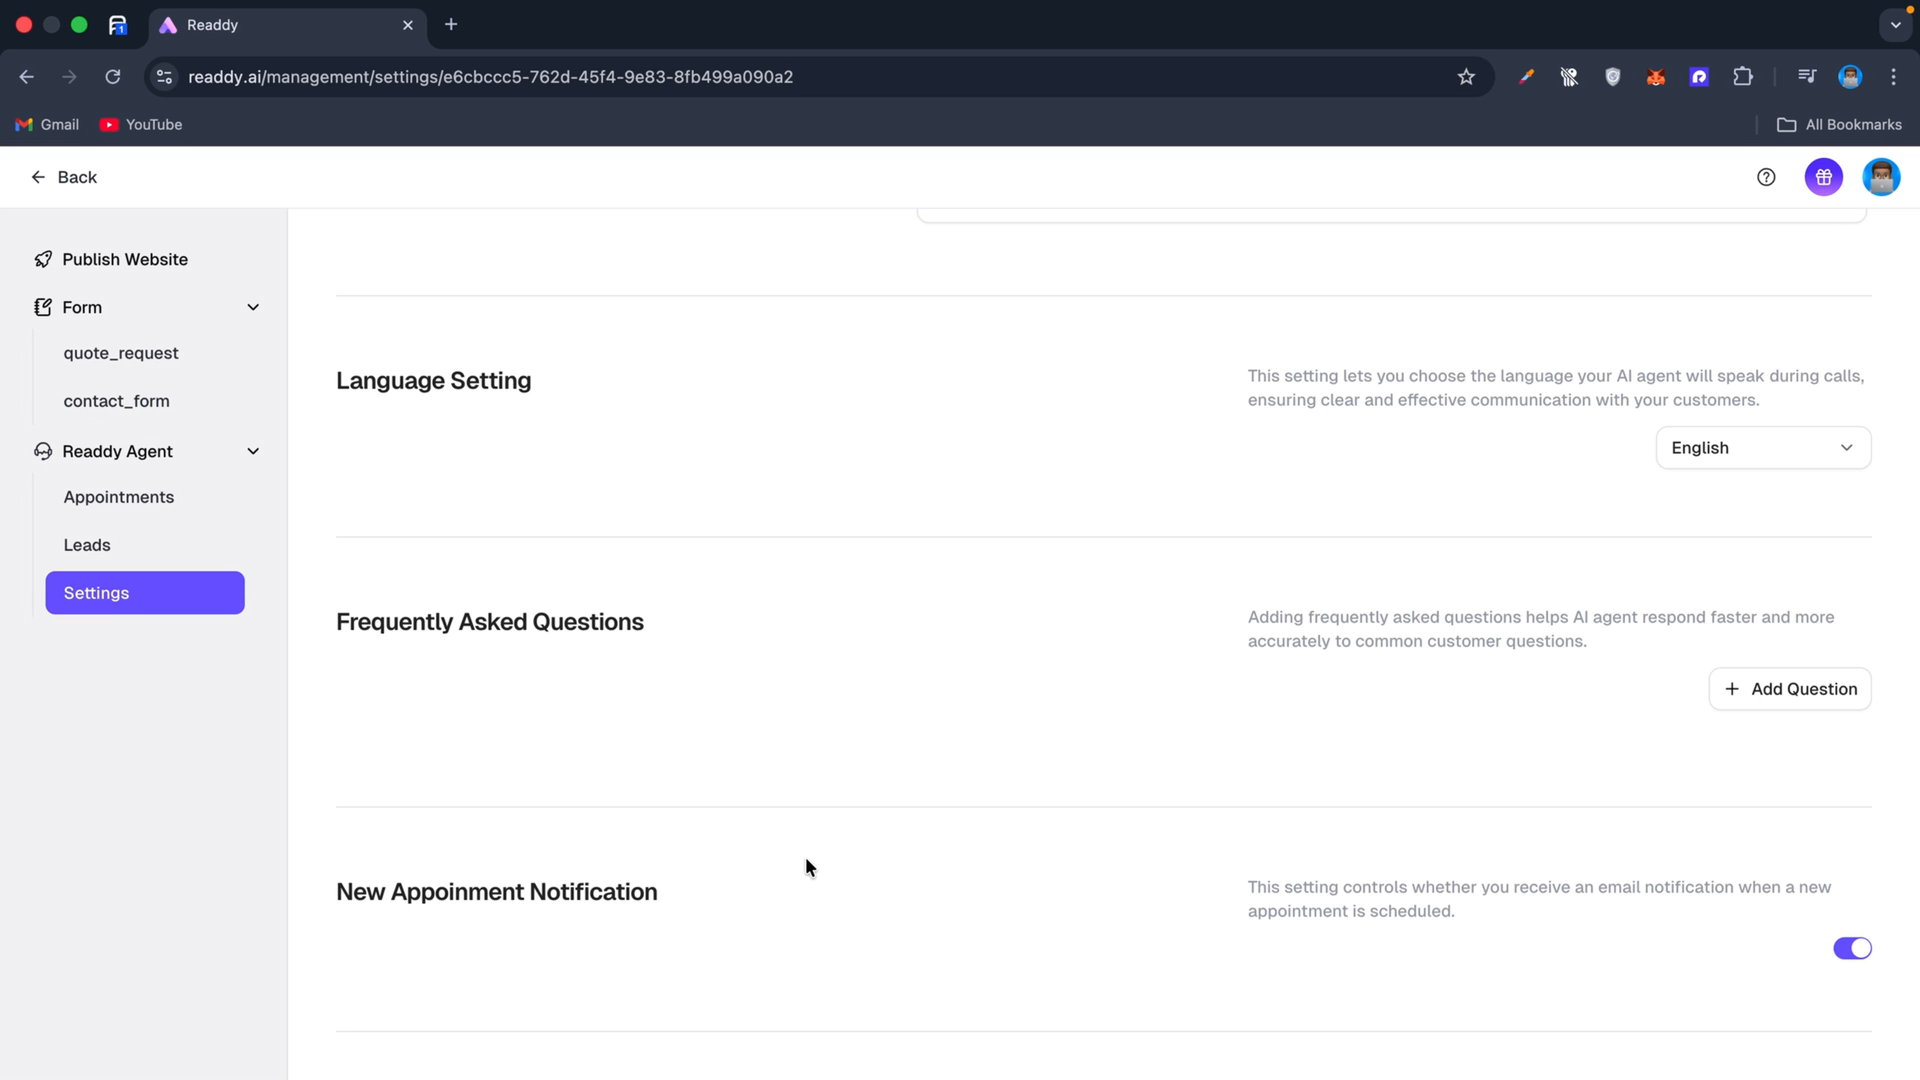 Readdy
readdy.ai/management/settings/e6cbccc5-762d-45f4-9e83-8fb499a090a2
Gmail
YouTube
All Bookmarks
Back
Publish Website
Form
quote_request
contact_form
Readdy Agent
Appointments
Leads
Settings
Language Setting
This setting lets you choose the language your AI agent will speak during calls,
ensuring clear and effective communication with your customers.
English
Frequently Asked Questions
Adding frequently asked questions helps AI agent respond faster and more
accurately to common customer questions.
+ Add Question
New Appoinment Notification
This setting controls whether you receive an email notification when a new
appointment is scheduled.